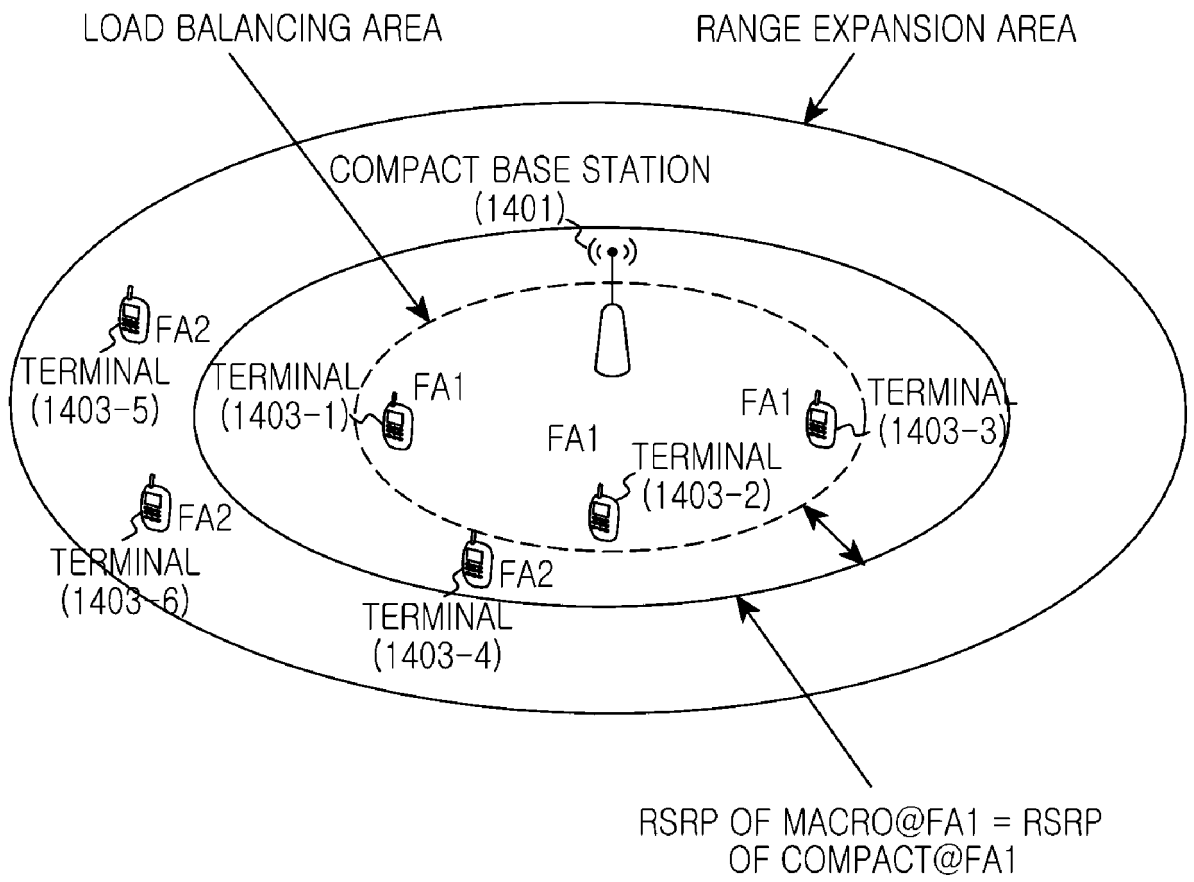 LOAD BALANCING AREA
RANGE EXPANSION AREA
COMPACT BASE STATION
(1401)
FA2
TERMINAL
(1403-5)
TERMINAL
(1403-1)
FA1
FA1
TERMINAL
(1403-3)
FA1
TERMINAL
(1403-2)
FA2
TERMINAL
(1403-6)
FA2
TERMINAL
(1403-4)
RSRP OF MACRO@FA1 = RSRP
OF COMPACT@FA1